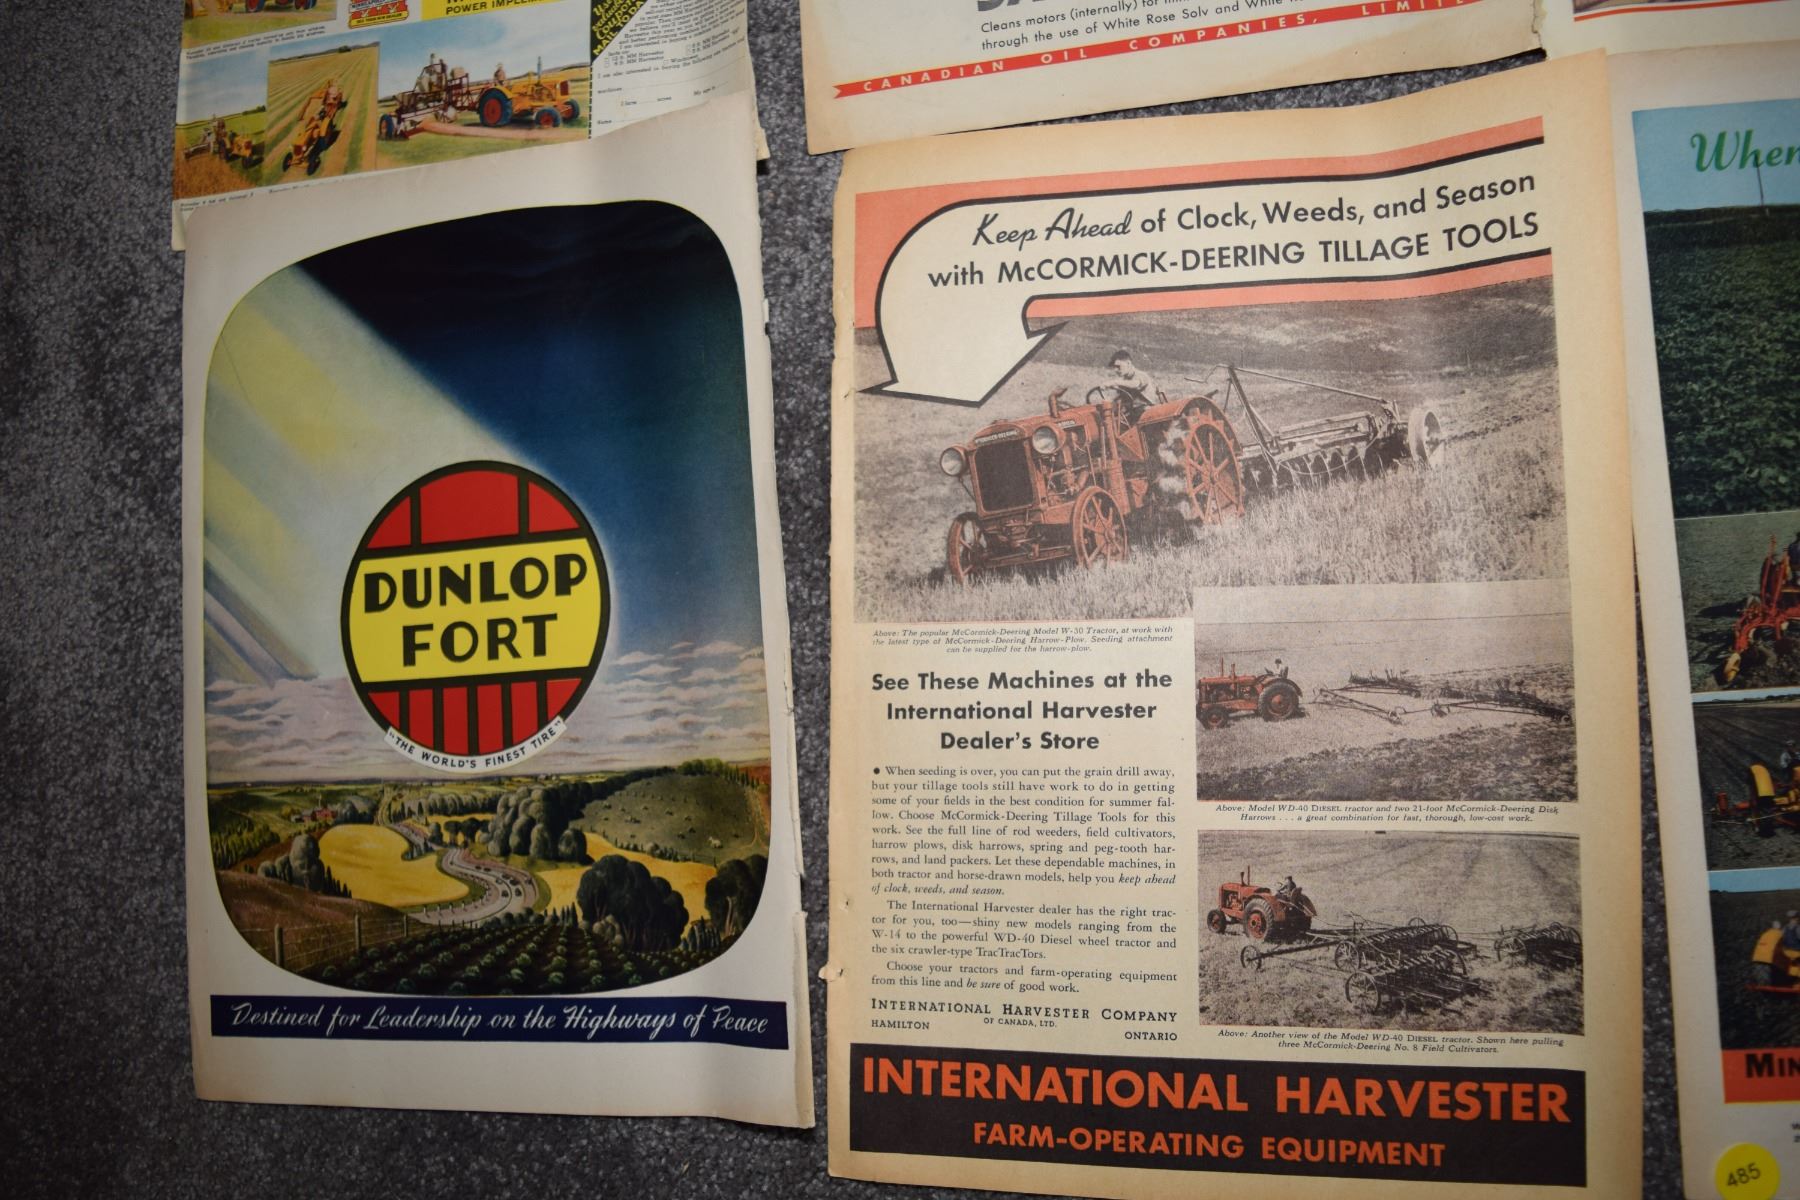 POWER IMPLEM
MAIL TODAY
Cleans motors (internally) for
through the use of White Rose Solv and White
CANADIAN OIL COMPANIES, LIMIT
DUNLOP
FORT
"THE WORLD'S FINEST TIRE"
Destined for Leadership on the Highways of Peace
Keep Ahead of Clock, Weeds, and Season
with McCORMICK-DEERING TILLAGE TOOLS
Above: The popular McCormick-Deering Model W-30 Tractor, at work with
the latest type of McCormick-Deering Harrow-Plow. Seeding attachment
can be supplied for the harrow-plow.
See These Machines at the
International Harvester
Dealer's Store
• When seeding is over, you can put the grain drill away,
but your tillage tools still have work to do in getting
some of your fields in the best condition for summer fal-
low. Choose McCormick-Deering Tillage Tools for this
work. See the full line of rod weeders, field cultivators,
harrow plows, disk harrows, spring and peg-tooth har-
rows, and land packers. Let these dependable machines, in
both tractor and horse-drawn models, help you keep ahead
of clock, weeds, and season.
The International Harvester dealer has the right trac-
tor for you, too—shiny new models ranging from the
W-14 to the powerful WD-40 Diesel wheel tractor and
the six crawler-type TracTracTors.
Choose your tractors and farm-operating equipment
from this line and be sure of good work.
INTERNATIONAL HARVESTER COMPANY
OF CANADA, LTD.
HAMILTON ONTARIO
Above: Model WD-40 DIESEL tractor and two 21-foot McCormick-Deering Disk
Harrows . . . a great combination for fast, thorough, low-cost work.
Above: Another view of the Model WD-40 DIESEL tractor. Shown here pulling
three McCormick-Deering No. 8 Field Cultivators.
INTERNATIONAL HARVESTER
FARM-OPERATING EQUIPMENT
When
MIN
485